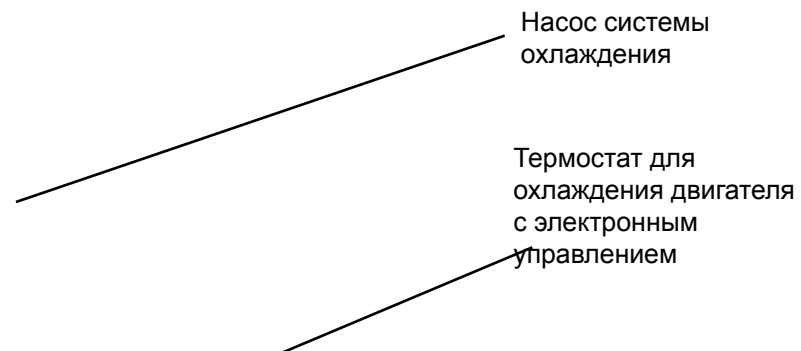 Насос системы
охлаждения
Термостат для
охлаждения двигателя
с электронным
управлением